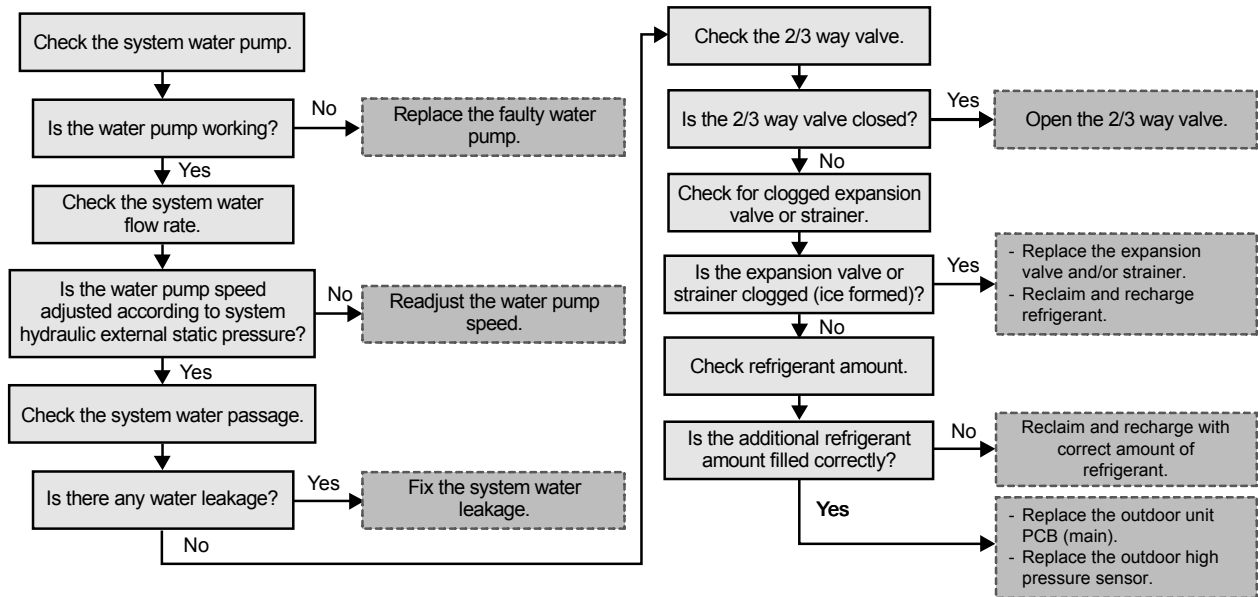 Check the system water pump.
Is the water pump working?
No
Replace the faulty water
pump.
Yes
Check the system water
flow rate.
Is the water pump speed
adjusted according to system
hydraulic external static pressure?
No
Readjust the water pump
speed.
Yes
Check the system water passage.
Is there any water leakage?
Yes
Fix the system water
leakage.
No
Check the 2/3 way valve.
Is the 2/3 way valve closed?
Yes
Open the 2/3 way valve.
No
Check for clogged expansion
valve or strainer.
Is the expansion valve or
strainer clogged (ice formed)?
Yes
- Replace the expansion
valve and/or strainer.
- Reclaim and recharge
refrigerant.
No
Check refrigerant amount.
Is the additional refrigerant
amount filled correctly?
No
Reclaim and recharge with
correct amount of
refrigerant.
Yes
- Replace the outdoor unit
PCB (main).
- Replace the outdoor high
pressure sensor.